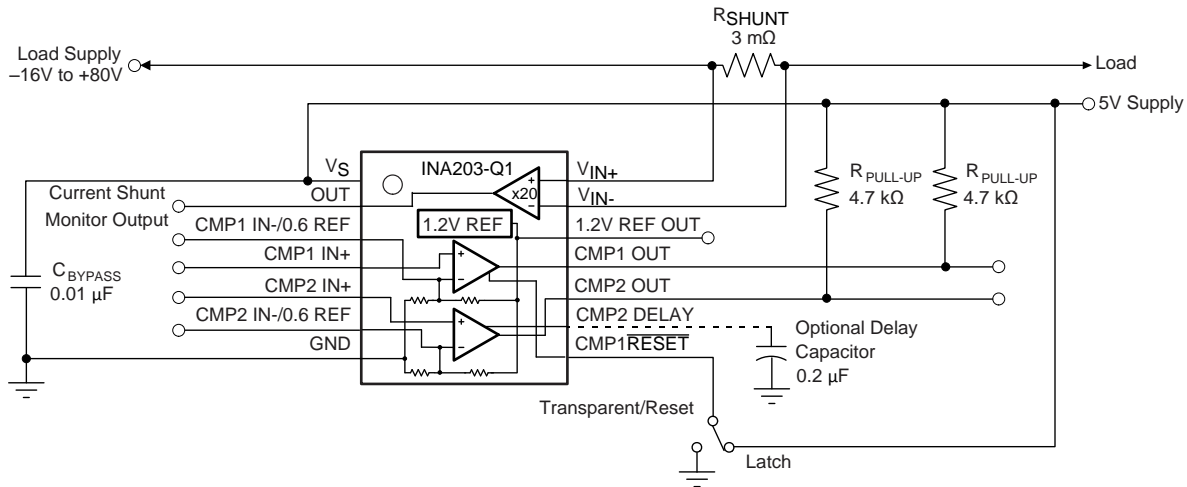 RSHUNT
3 mΩ
Load Supply
–16V to +80V
Load
5V Supply
VS
INA203-Q1
VIN+
RPULL-UP
4.7 kΩ
RPULL-UP
4.7 kΩ
Current Shunt
Monitor Output
OUT
x20
VIN-
+
−
CMP1 IN-/0.6 REF
1.2V REF
1.2V REF OUT
CMP1 IN+
+
−
CMP1 OUT
CBYPASS
0.01 µF
CMP2 IN+
CMP2 OUT
CMP2 IN-/0.6 REF
+
−
CMP2 DELAY
Optional Delay
Capacitor
0.2 µF
GND
CMP1RESET
Transparent/Reset
Latch